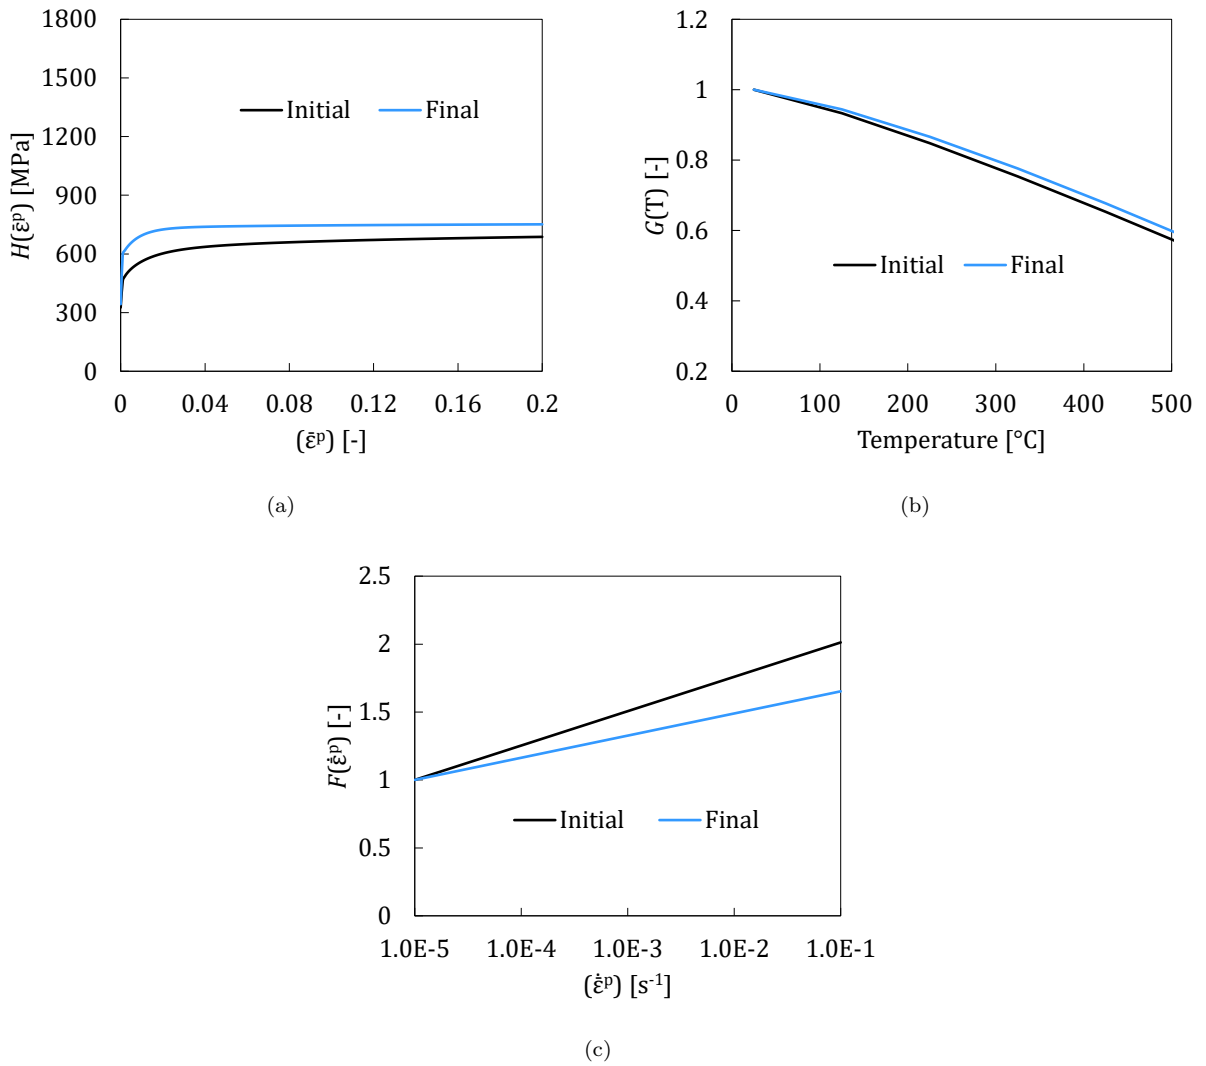 1800
1500
1200
900
600
300
0
H(ε̄ᵖ) [MPa]
Initial
Final
0 0.04 0.08 0.12 0.16 0.2
(ε̄ᵖ) [-]
(a)
1.2
1
0.8
0.6
0.4
0.2
G(T) [-]
Initial
Final
0 100 200 300 400 500
Temperature [°C]
(b)
2.5
2
1.5
1
0.5
0
F(ε̄̇ᵖ) [-]
Initial
Final
1.0E-5 1.0E-4 1.0E-3 1.0E-2 1.0E-1
(ε̄̇ᵖ) [s⁻¹]
(c)